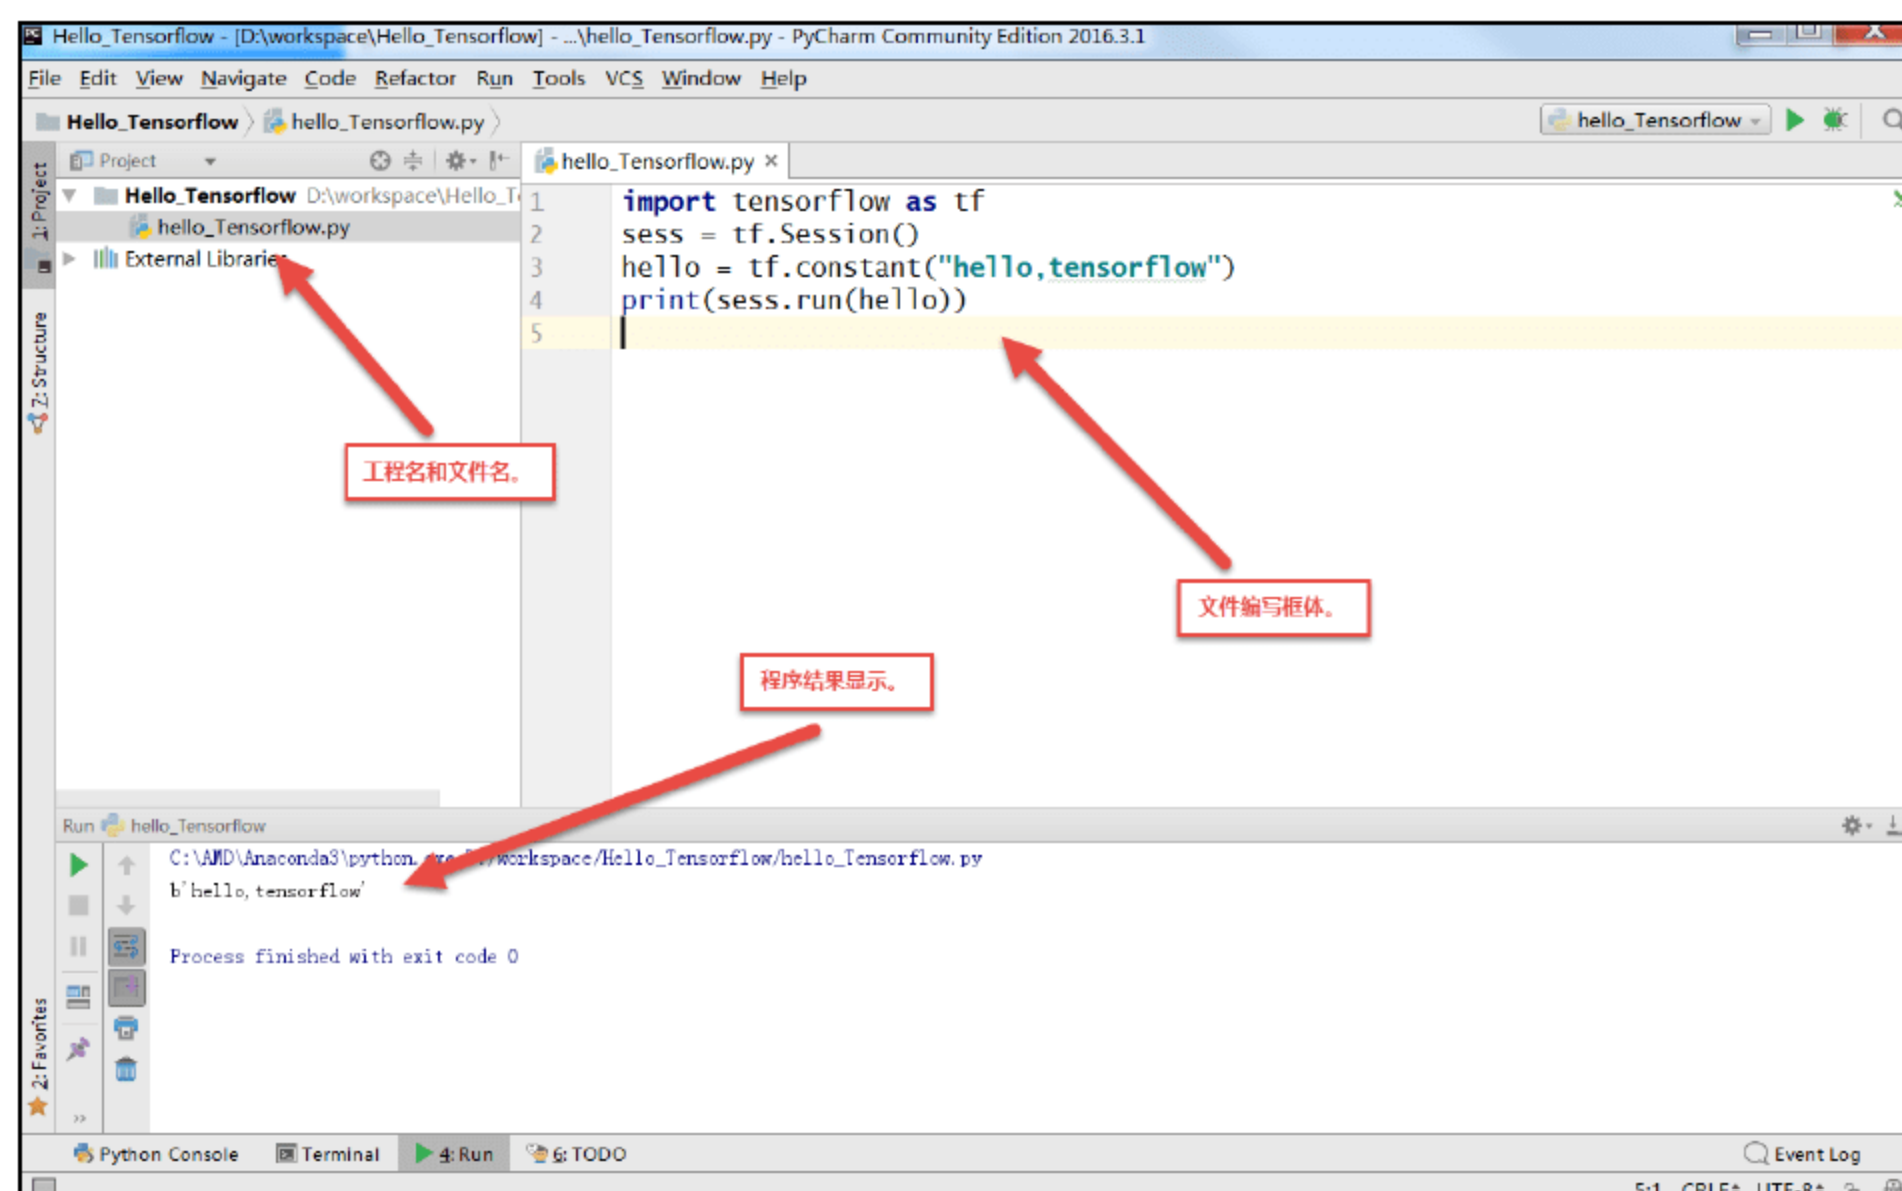 Hello_Tensorflow - [D:\workspace\Hello_Tensorflow] - ...\hello_Tensorflow.py - PyCharm Community Edition 2016.3.1
File Edit View Navigate Code Refactor Run Tools VCS Window Help
Hello_Tensorflow hello_Tensorflow.py
hello_Tensorflow
1: Project
Z: Structure
2: Favorites
Project
Hello_Tensorflow D:\workspace\Hello_T
hello_Tensorflow.py
External Libraries
hello_Tensorflow.py
1 import tensorflow as tf
2 sess = tf.Session()
3 hello = tf.constant("hello,tensorflow")
4 print(sess.run(hello))
5
工程名和文件名。
文件编写框体。
程序结果显示。
Run hello_Tensorflow
C:\AMD\Anaconda3\python. /workspace/Hello_Tensorflow/hello_Tensorflow.py
b'hello,tensorflow'
Process finished with exit code 0
Python Console Terminal 4: Run 6: TODO Event Log
5:1 CRLF UTF-8